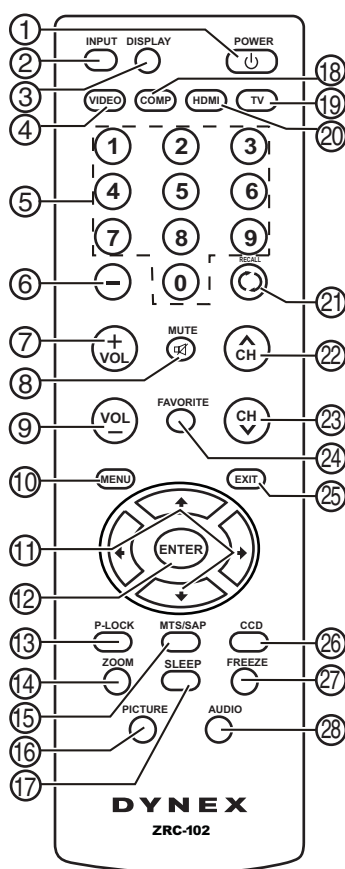 1 INPUT DISPLAY POWER
2
3 18
4 VIDEO COMP HDMI TV 19
20
1 2 3
5 4 5 6
7 8 9
RECALL
6 - 0 21
7 + VOL MUTE CH 22
8
9 VOL - FAVORITE CH 23
24
10 MENU EXIT 25
11
12 ENTER
13 P-LOCK MTS/SAP CCD 26
14 ZOOM SLEEP FREEZE 27
15
16 PICTURE AUDIO 28
17
DYNEX
ZRC-102